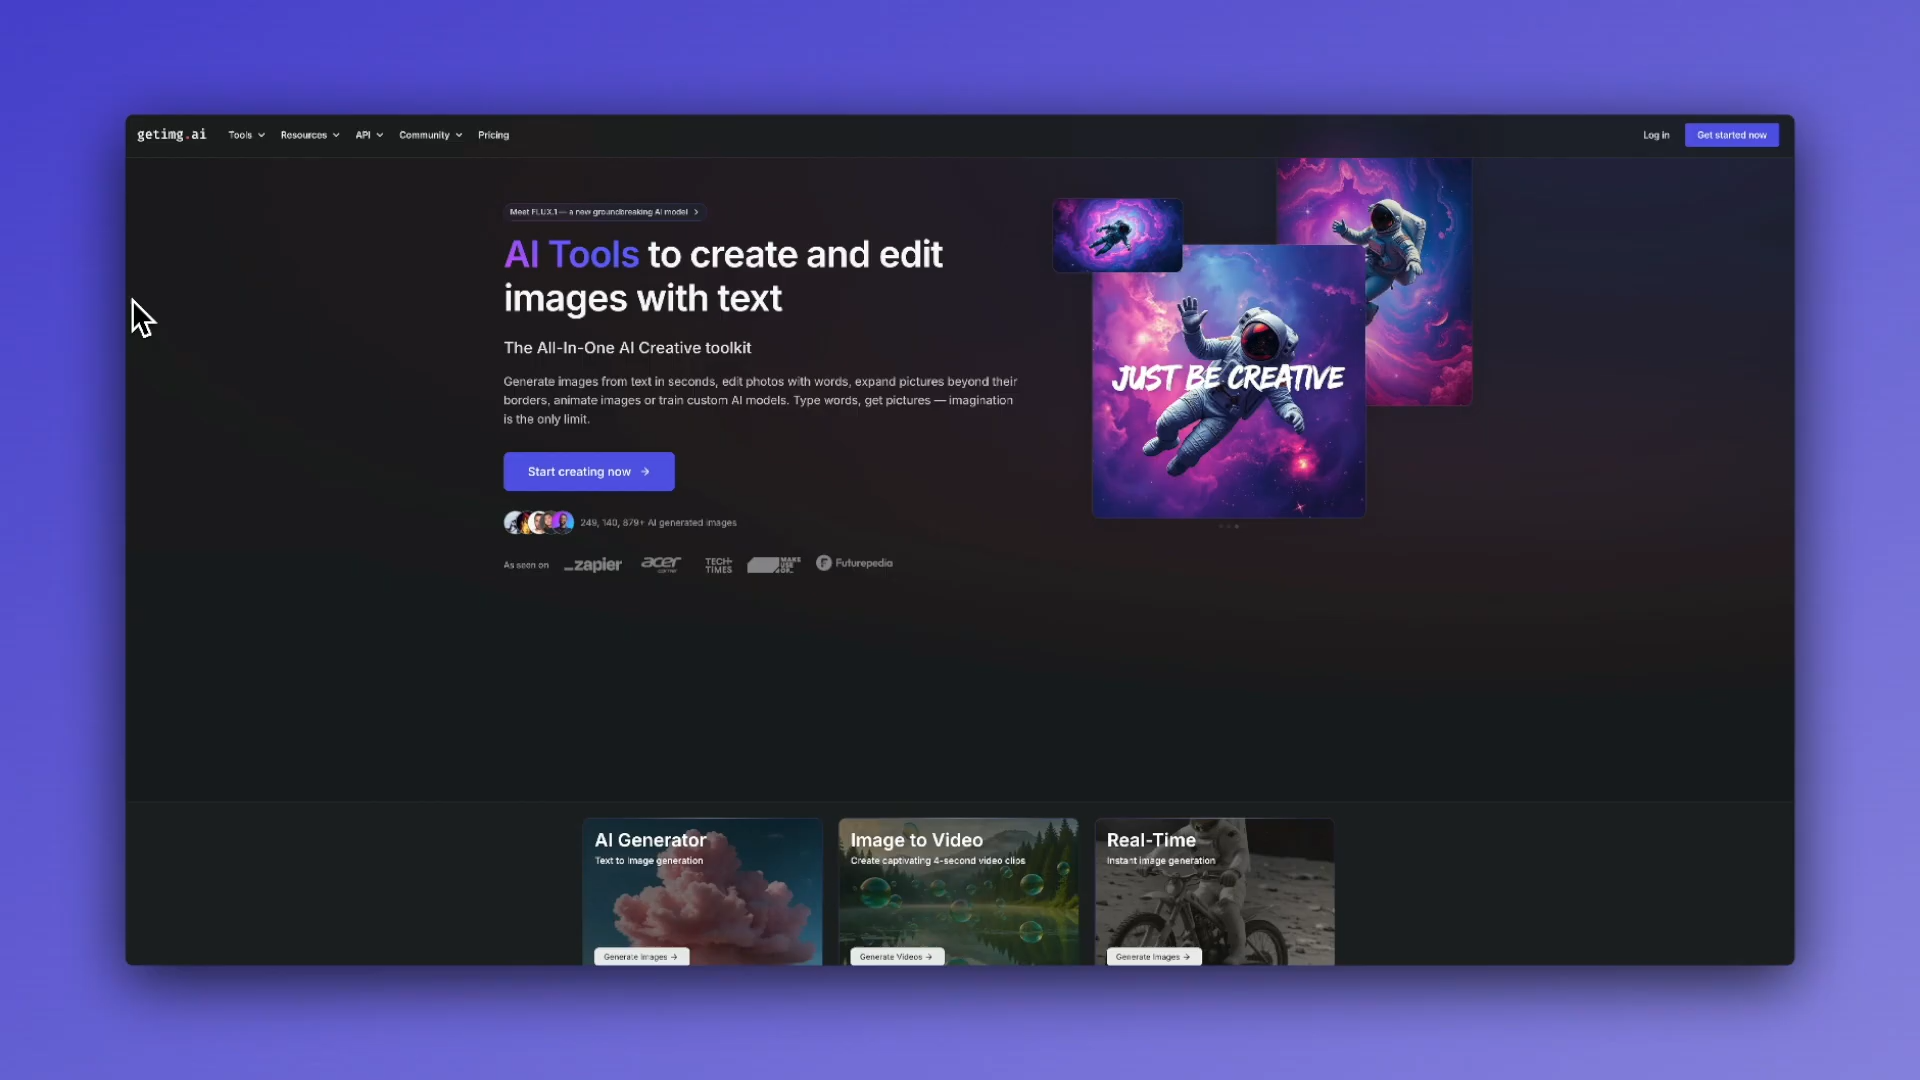 getimg.ai
Tools
Resources
API
Community
Pricing
Log in
Get started now
Meet FLUX.1 — a new groundbreaking AI model
AI Tools to create and edit
images with text
The All-In-One AI Creative toolkit
Generate images from text in seconds, edit photos with words, expand pictures beyond their
borders, animate images or train custom AI models. Type words, get pictures — imagination
is the only limit.
Start creating now →
249, 140, 879+ AI generated images
As seen on
_zapier
acer
TECH
TIMES
MAKE
USE
OF_
Futurepedia
JUST BE CREATIVE
AI Generator
Text to image generation
Generate Images →
Image to Video
Create captivating 4-second video clips
Generate Videos →
Real-Time
Instant image generation
Generate Images →